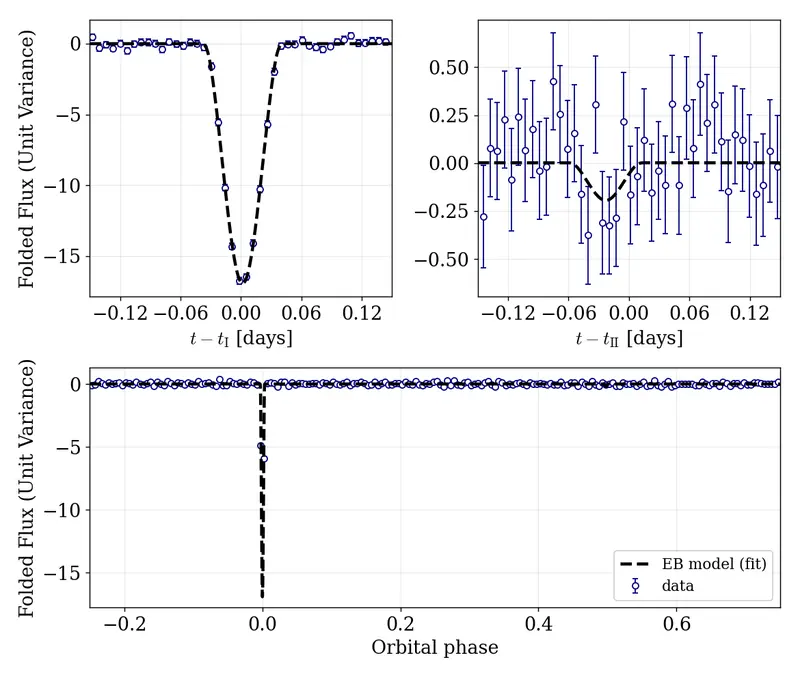 Folded Flux (Unit Variance)
0
−5
−10
−15
−0.12 −0.06 0.00 0.06 0.12
t − tI [days]
0.50
0.25
0.00
−0.25
−0.50
−0.12 −0.06 0.00 0.06 0.12
t − tII [days]
Folded Flux (Unit Variance)
0
−5
−10
−15
EB model (fit)
data
−0.2 0.0 0.2 0.4 0.6
Orbital phase